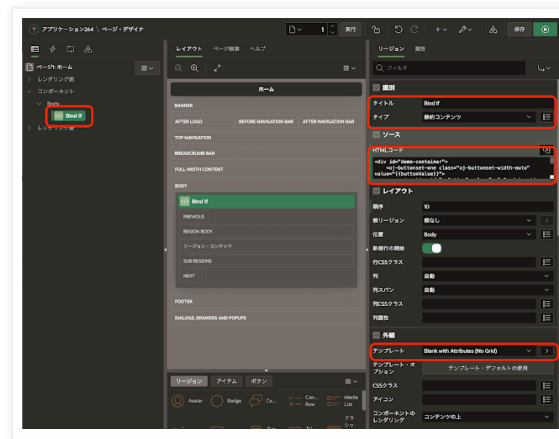 アプリケーション264 \ ページ・デザイナ
1
実行
保存
ページ1: ホーム
レンダリング前
コンポーネント
Body
Bind If
レンダリング後
レイアウト ページ検索 ヘルプ
ホーム
BANNER
AFTER LOGO BEFORE NAVIGATION BAR AFTER NAVIGATION BAR
TOP NAVIGATION
BREADCRUMB BAR
FULL WIDTH CONTENT
BODY
Bind If
PREVIOUS
REGION BODY
リージョン・コンテンツ
SUB REGIONS
NEXT
FOOTER
DIALOGS, DRAWERS AND POPUPS
リージョン アイテム ボタン
Avatar Badge Co... Con... Row Media List
リージョン 属性
フィルタ
識別
タイトル Bind If
タイプ 静的コンテンツ
ソース
HTMLコード
<div id="demo-container">
<oj-buttonset-one class="oj-buttonset-width-auto"
value="{{buttonValue}}">
レイアウト
順序 10
親リージョン 親なし
位置 Body
新規行の開始
行CSSクラス
列 自動
列スパン 自動
列CSSクラス
列属性
外観
テンプレート Blank with Attributes (No Grid)
テンプレート・オプション テンプレート・デフォルトの使用
CSSクラス
アイコン
コンポーネントの
レンダリング コンテンツの上